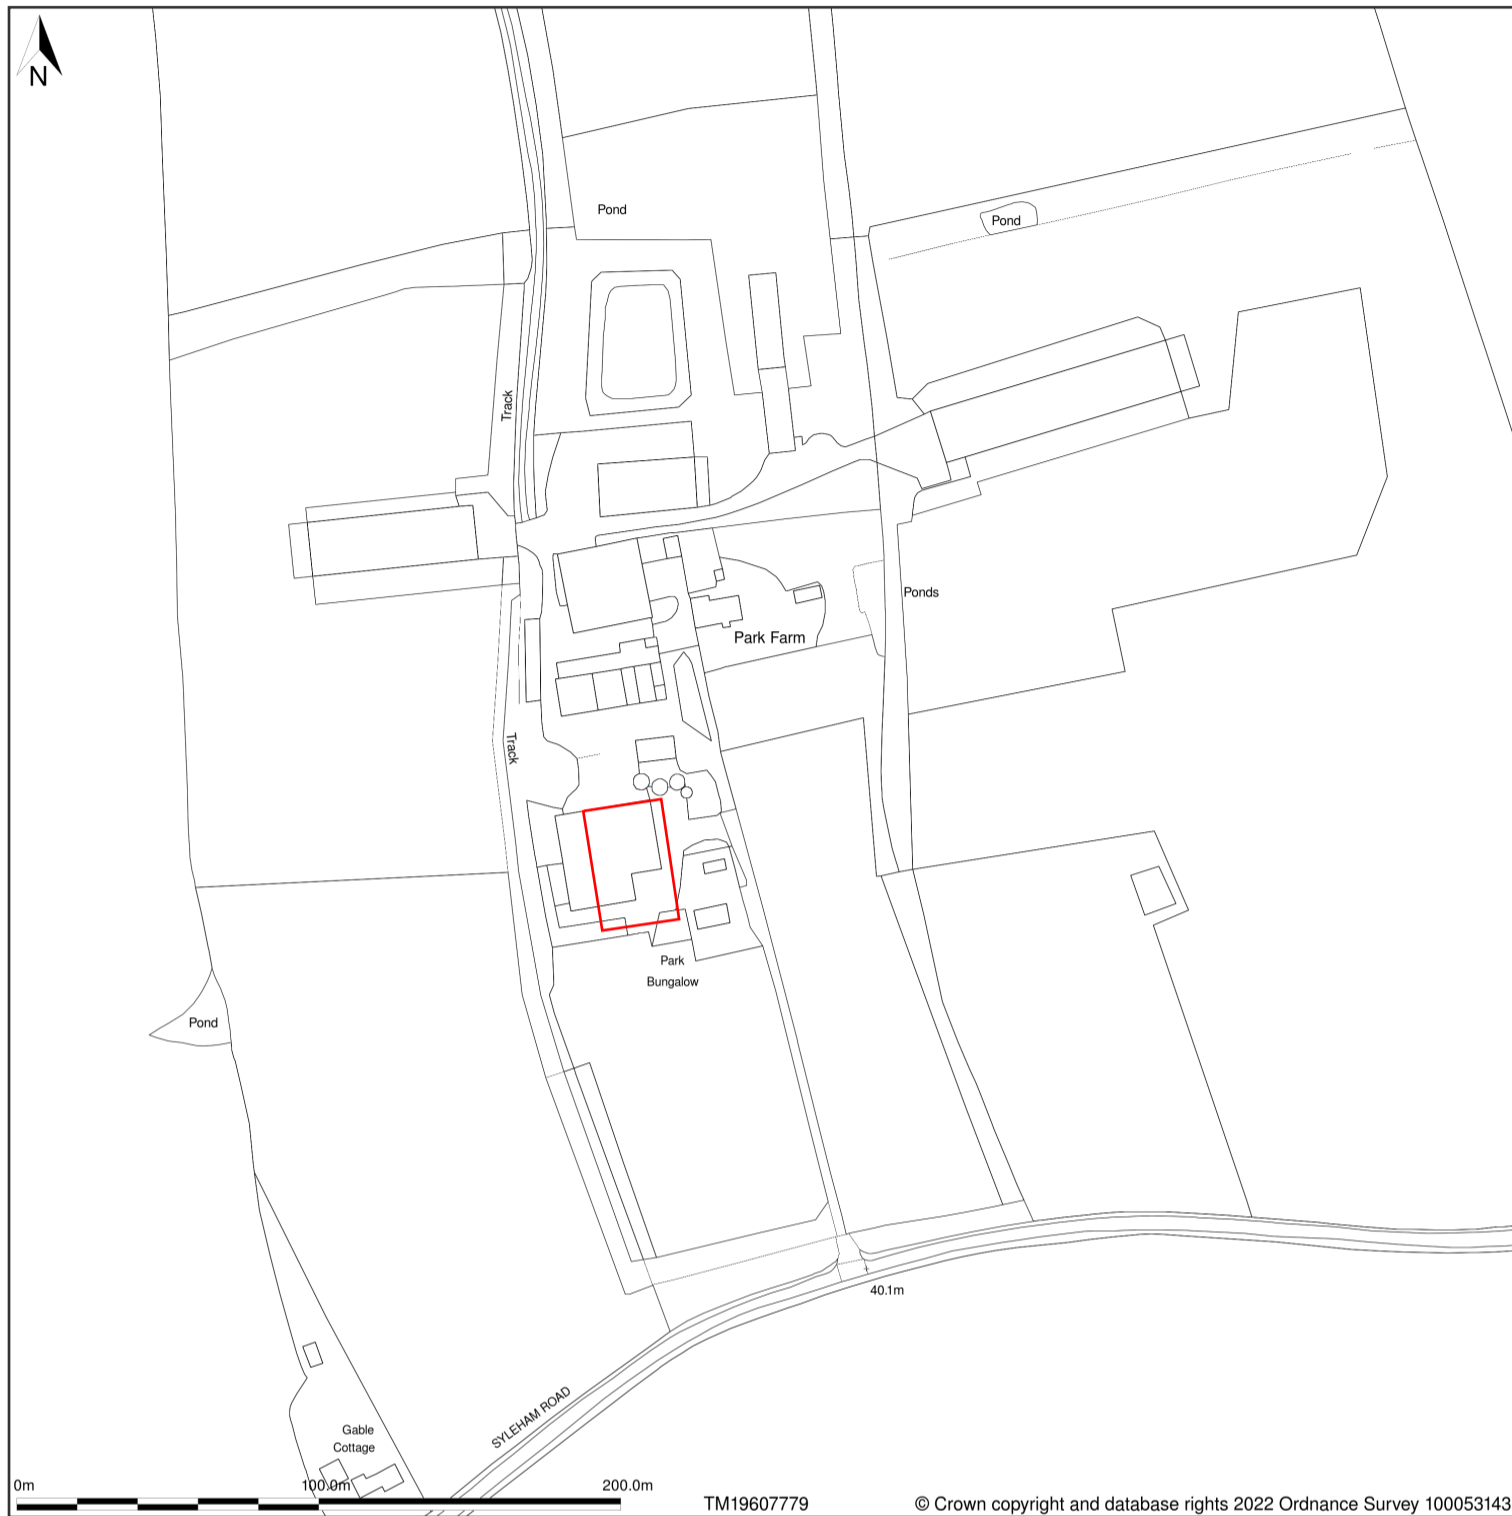 N
Pond
Pond
Track
Ponds
Park Farm
Track
Park
Bungalow
Pond
40.1m
SYLEHAM ROAD
Gable
Cottage
0m 100.0m 200.0m
TM19607779
© Crown copyright and database rights 2022 Ordnance Survey 100053143